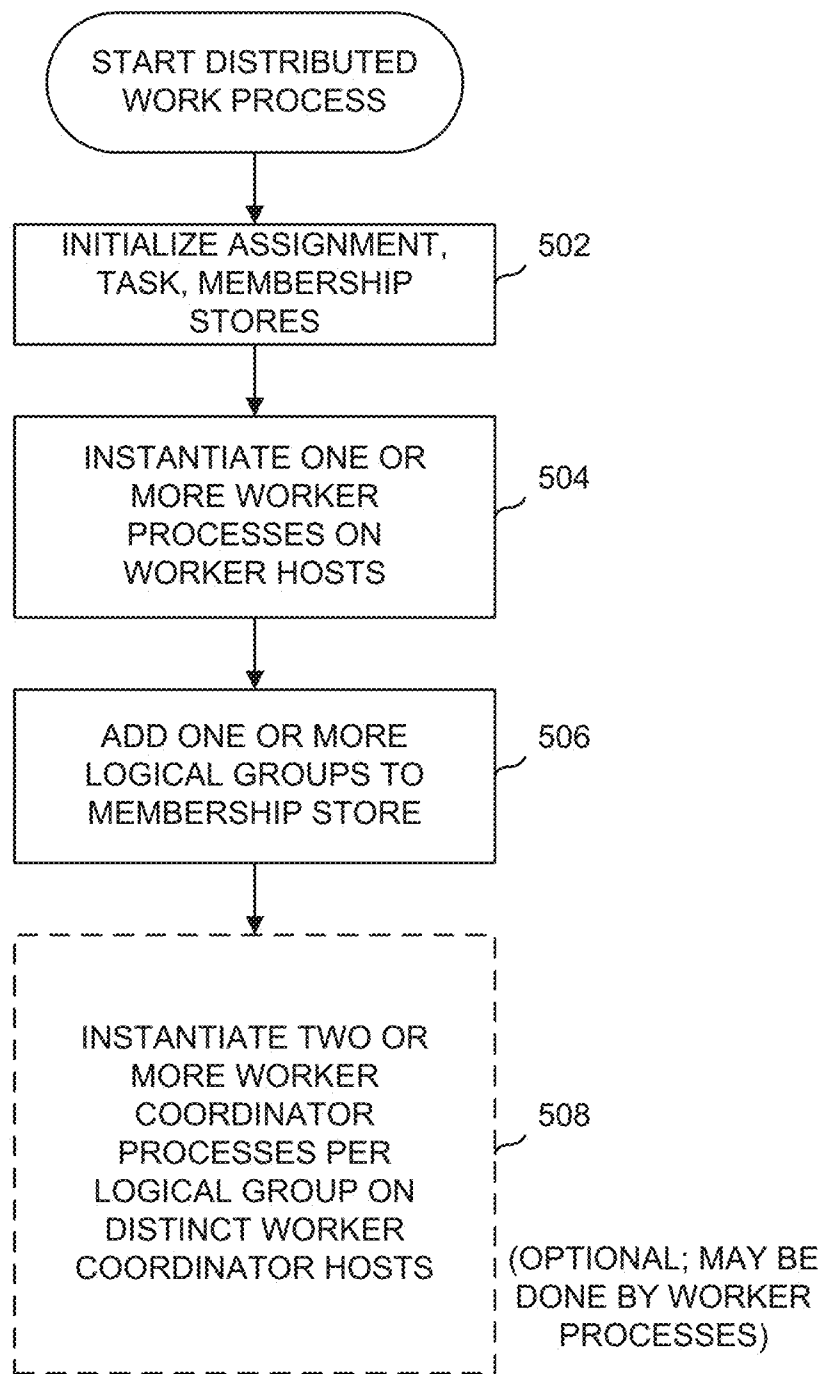 START DISTRIBUTED
WORK PROCESS
INITIALIZE ASSIGNMENT,
TASK, MEMBERSHIP
STORES
502
INSTANTIATE ONE OR
MORE WORKER
PROCESSES ON
WORKER HOSTS
504
ADD ONE OR MORE
LOGICAL GROUPS TO
MEMBERSHIP STORE
506
INSTANTIATE TWO OR
MORE WORKER
COORDINATOR
PROCESSES PER
LOGICAL GROUP ON
DISTINCT WORKER
COORDINATOR HOSTS
508
(OPTIONAL; MAY BE
DONE BY WORKER
PROCESSES)